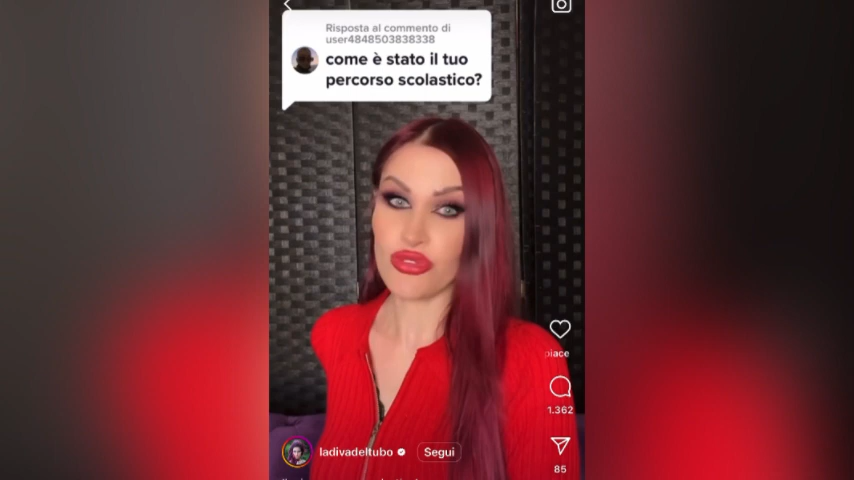 Risposta al commento di
user4848503838338
come è stato il tuo
percorso scolastico?
piace
1.362
ladivadeltubo
Segui
85